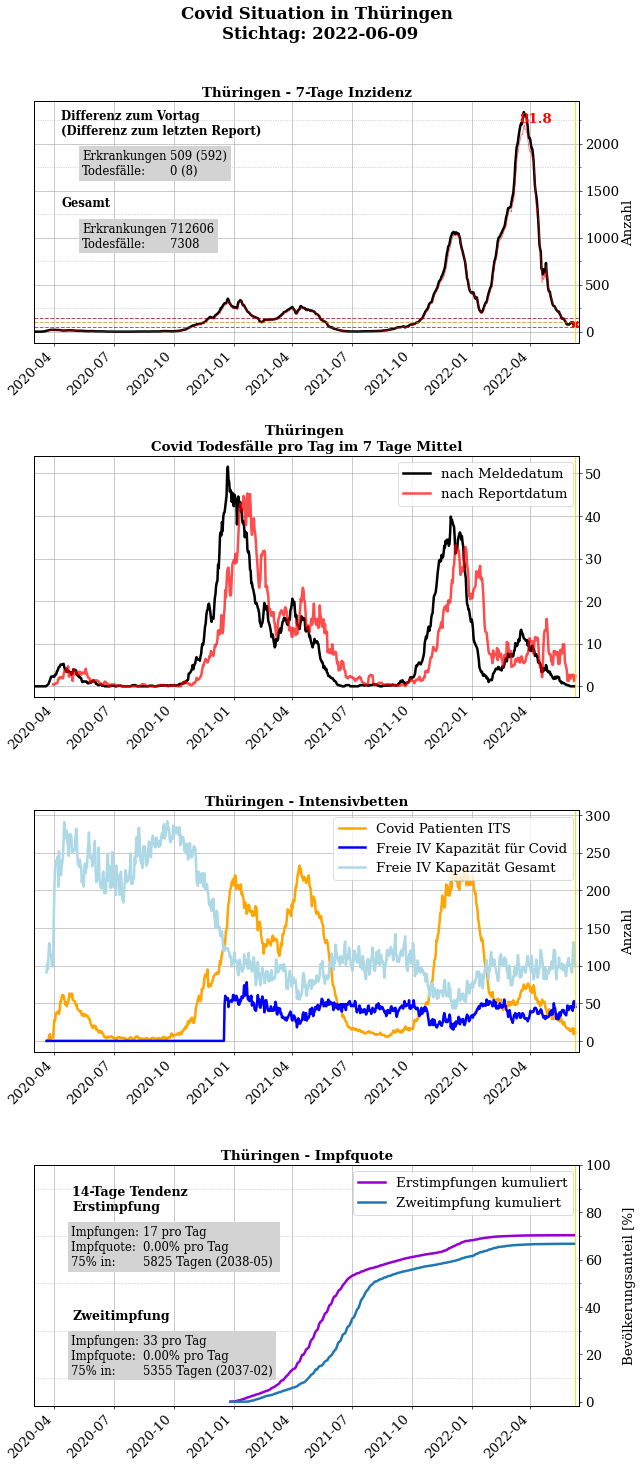 Covid Situation in Thüringen
Stichtag: 2022-06-09
Thüringen - 7-Tage Inzidenz
Differenz zum Vortag
(Differenz zum letzten Report)
Erkrankungen 509 (592)
Todesfälle: 0 (8)
Gesamt
Erkrankungen 712606
Todesfälle: 7308
2000
1500
1000
500
0
Anzahl
2020-04
2020-07
2020-10
2021-01
2021-04
2021-07
2021-10
2022-01
2022-04
Thüringen
Covid Todesfälle pro Tag im 7 Tage Mittel
nach Meldedatum
nach Reportdatum
50
40
30
20
10
0
2020-04
2020-07
2020-10
2021-01
2021-04
2021-07
2021-10
2022-01
2022-04
Thüringen - Intensivbetten
Covid Patienten ITS
Freie IV Kapazität für Covid
Freie IV Kapazität Gesamt
300
250
200
150
100
50
0
Anzahl
2020-04
2020-07
2020-10
2021-01
2021-04
2021-07
2021-10
2022-01
2022-04
Thüringen - Impfquote
14-Tage Tendenz
Erstimpfung
Impfungen: 17 pro Tag
Impfquote: 0.00% pro Tag
75% in: 5825 Tagen (2038-05)
Zweitimpfung
Impfungen: 33 pro Tag
Impfquote: 0.00% pro Tag
75% in: 5355 Tagen (2037-02)
Erstimpfungen kumuliert
Zweitimpfung kumuliert
100
80
60
40
20
0
Bevölkerungsanteil [%]
2020-04
2020-07
2020-10
2021-01
2021-04
2021-07
2021-10
2022-01
2022-04